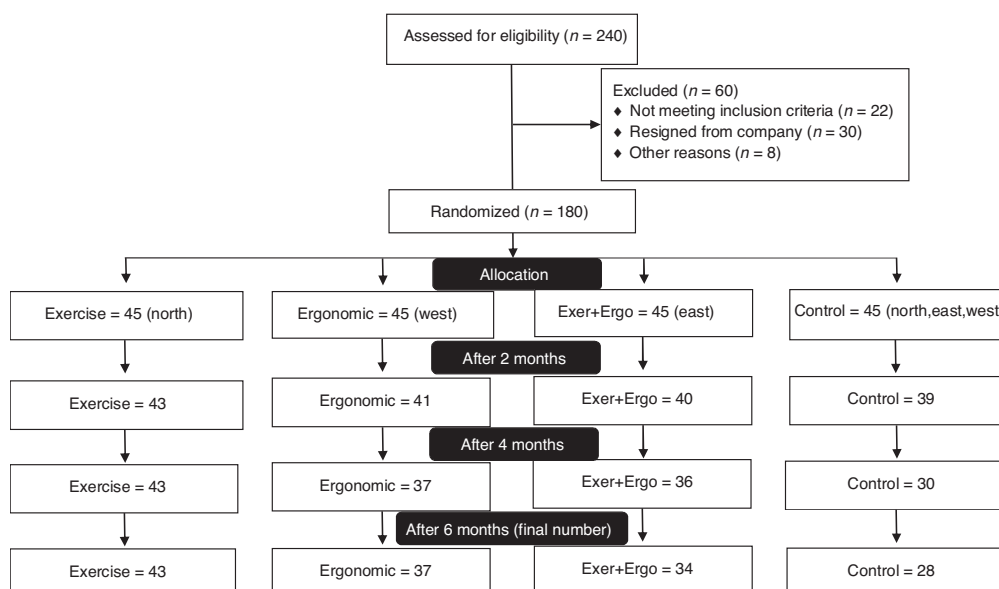 Assessed for eligibility (n = 240)
Excluded (n = 60)
♦ Not meeting inclusion criteria (n = 22)
♦ Resigned from company (n = 30)
♦ Other reasons (n = 8)
Randomized (n = 180)
Allocation
Exercise = 45 (north)
Ergonomic = 45 (west)
Exer+Ergo = 45 (east)
Control = 45 (north,east,west)
After 2 months
Exercise = 43
Ergonomic = 41
Exer+Ergo = 40
Control = 39
After 4 months
Exercise = 43
Ergonomic = 37
Exer+Ergo = 36
Control = 30
After 6 months (final number)
Exercise = 43
Ergonomic = 37
Exer+Ergo = 34
Control = 28